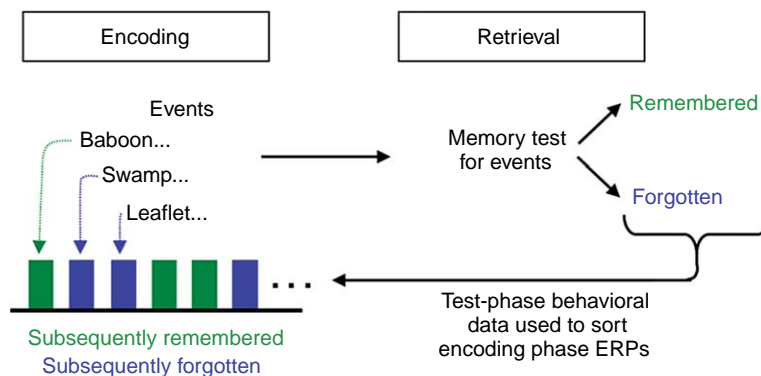 Encoding
Retrieval
Events
Baboon...
Swamp...
Leaflet...
Memory test
for events
Remembered
Forgotten
Subsequently remembered
Subsequently forgotten
Test-phase behavioral
data used to sort
encoding phase ERPs